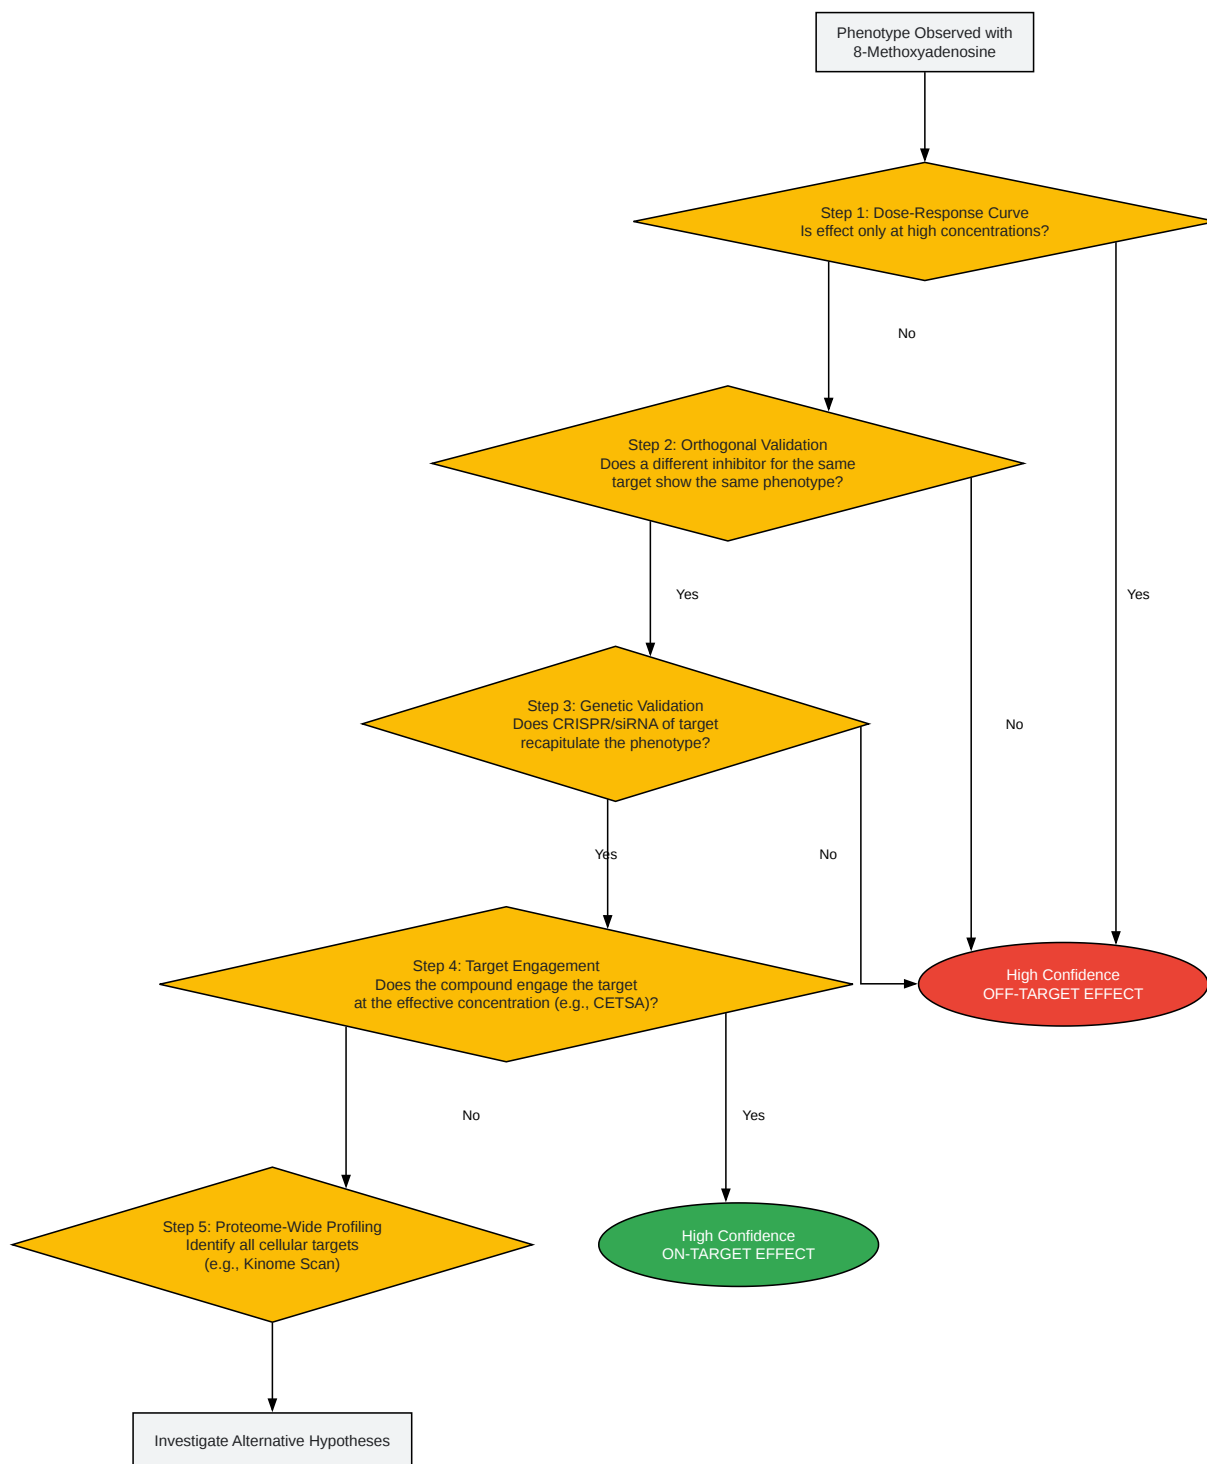 Phenotype Observed with
8-Methoxyadenosine
Step 1: Dose-Response Curve
Is effect only at high concentrations?
No
Step 2: Orthogonal Validation
Does a different inhibitor for the same
target show the same phenotype?
Yes
Yes
Step 3: Genetic Validation
Does CRISPR/siRNA of target
recapitulate the phenotype?
No
Yes
No
Step 4: Target Engagement
Does the compound engage the target
at the effective concentration (e.g., CETSA)?
High Confidence
OFF-TARGET EFFECT
No
Yes
Step 5: Proteome-Wide Profiling
Identify all cellular targets
(e.g., Kinome Scan)
High Confidence
ON-TARGET EFFECT
Investigate Alternative Hypotheses